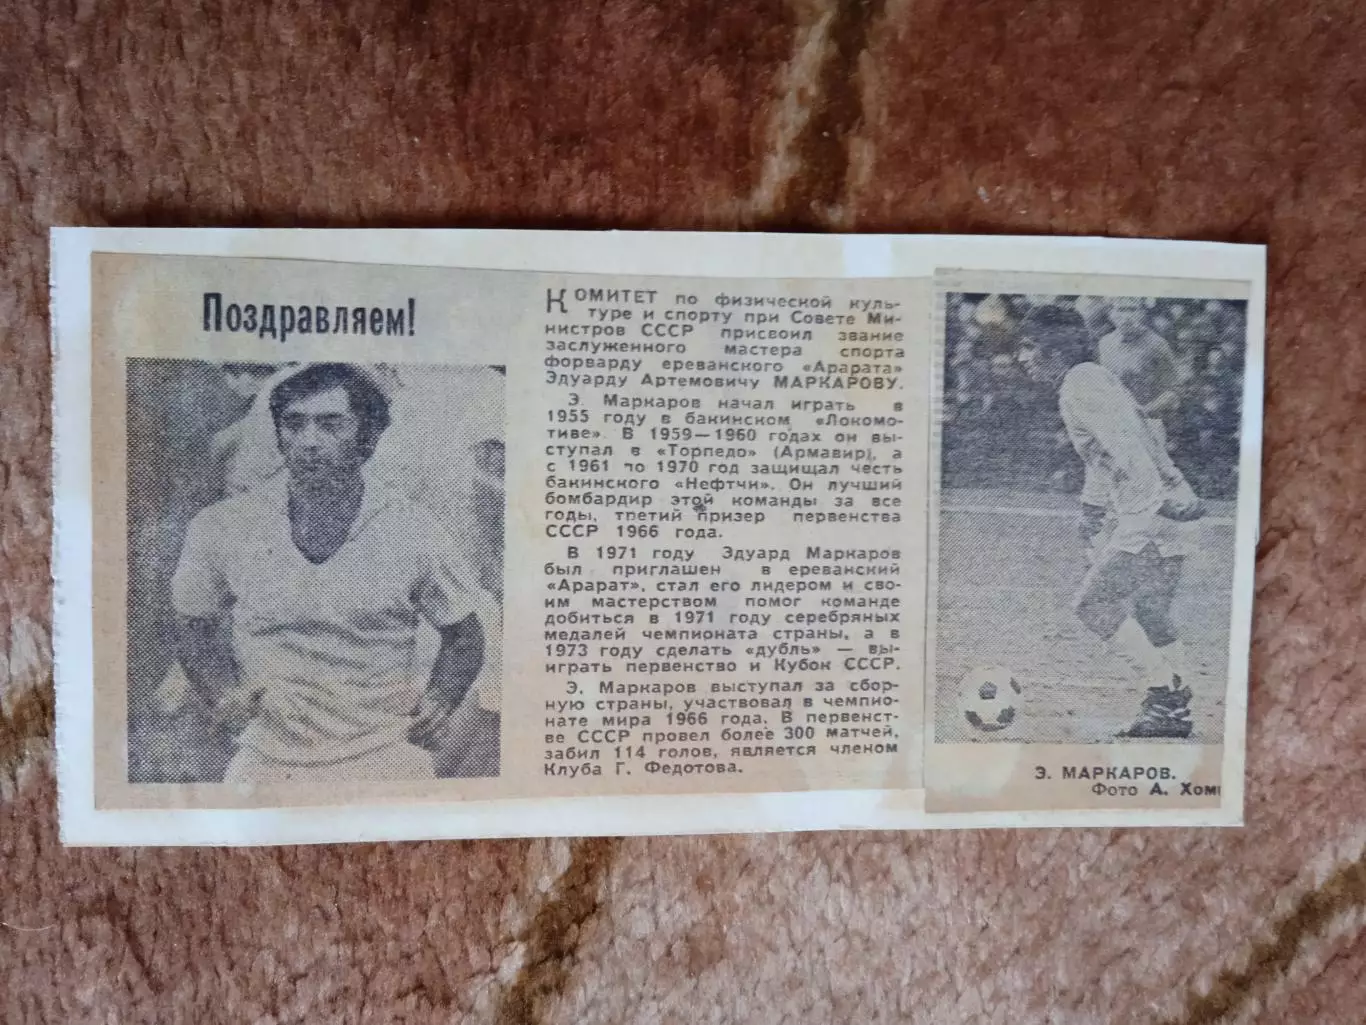 Поздравляем!
КОМИТЕТ по физической куль-
туре и спорту при Совете Ми-
нистров СССР присвоил звание
заслуженного мастера спорта
форварду ереванского «Арарата»
Эдуарду Артемовичу МАРКАРОВУ.
Э. Маркаров начал играть в
1955 году в бакинском «Локомо-
тиве». В 1959—1960 годах он вы-
ступал в «Торпедо» (Армавир), а
с 1961 по 1970 год защищал честь
бакинского «Нефтчи». Он лучший
бомбардир этой команды за все
годы, третий призер первенства
СССР 1966 года.
В 1971 году Эдуард Маркаров
был приглашен в ереванский
«Арарат», стал его лидером и сво-
им мастерством помог команде
добиться в 1971 году серебряных
медалей чемпионата страны, а в
1973 году сделать «дубль» — вы-
играть первенство и Кубок СССР.
Э. Маркаров выступал за сбор-
ную страны, участвовал в чемпио-
нате мира 1966 года. В первенст-
ве СССР провел более 300 матчей,
забил 114 голов, является членом
Клуба Г. Федотова.
Э. МАРКАРОВ.
Фото А. Хоми